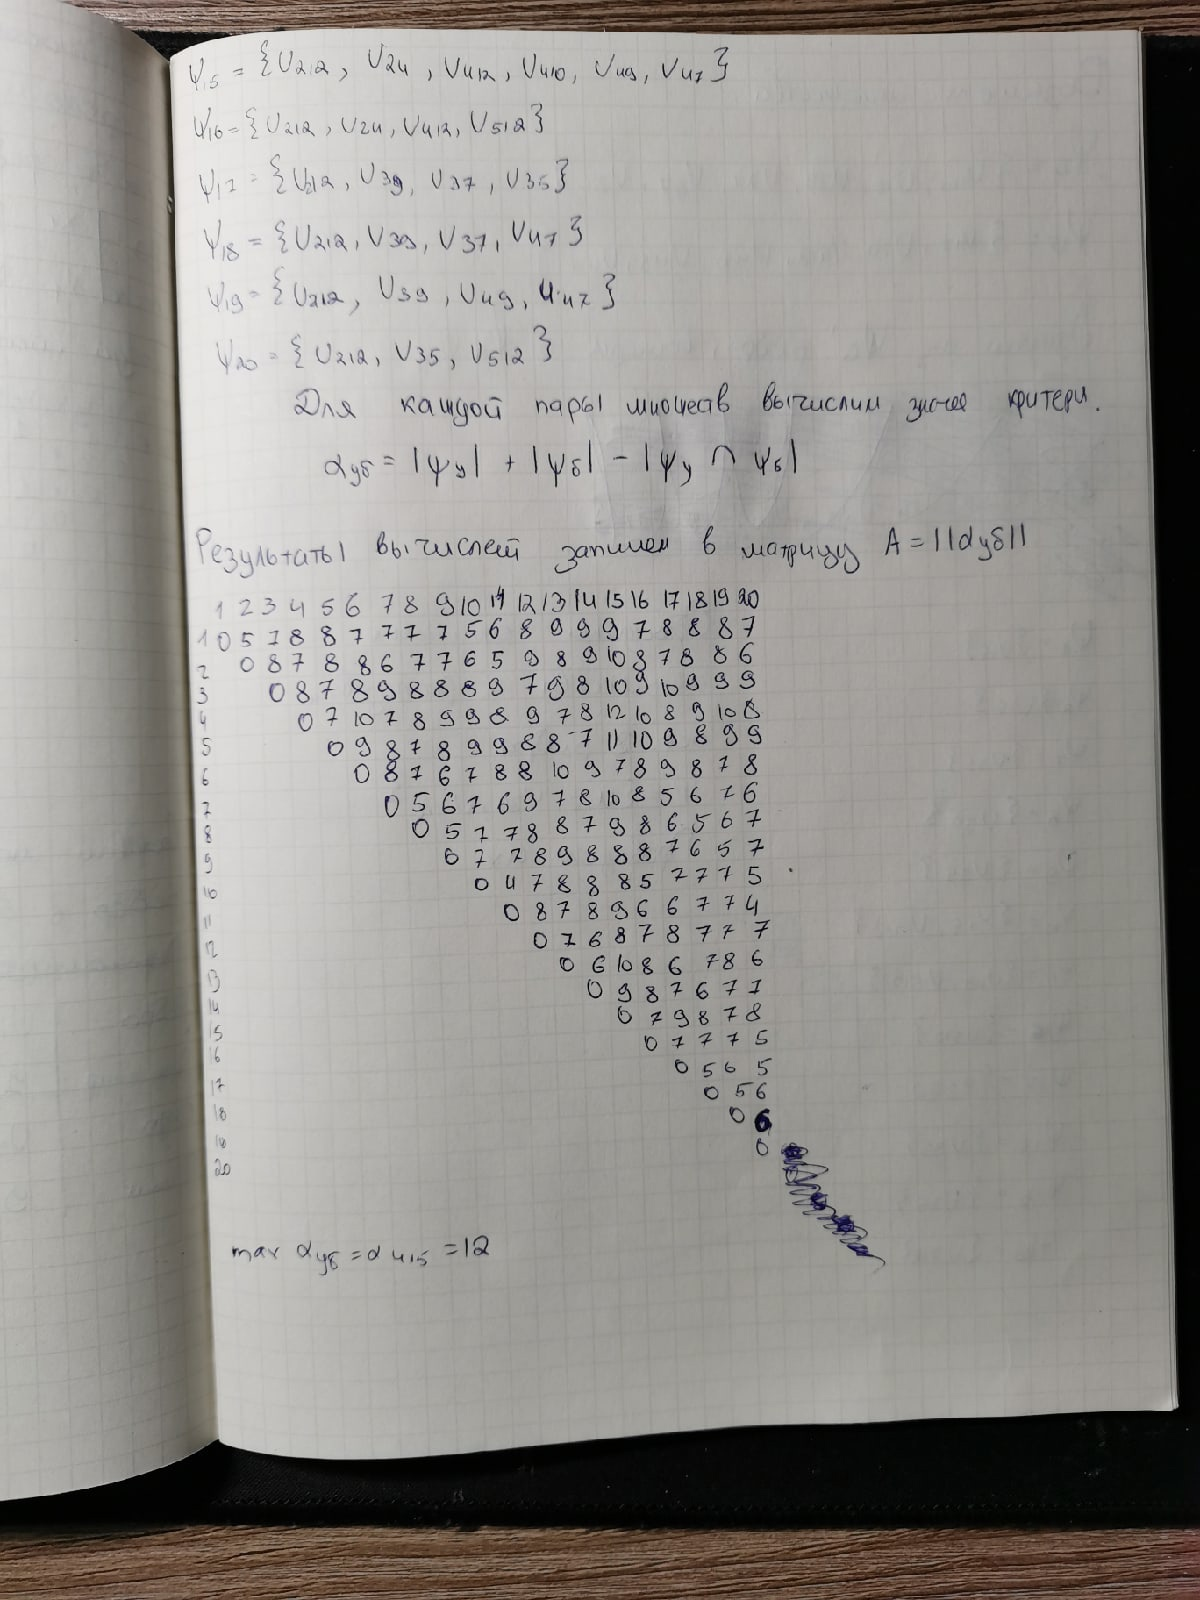 ψ15 = {U212, U24, U412, U410, U49, U47}
ψ16 = {U212, U24, U412, U512}
ψ17 = {U212, U39, U37, U35}
ψ18 = {U212, U39, U37, U47}
ψ19 = {U212, U39, U49, U47}
ψ20 = {U212, U35, U512}
Для каждой пары множеств вычислим критери.
αγδ = |ψγ| + |ψδ| - |ψγ ∩ ψδ|
Результаты вычислей запишем в матрицу A = ||αγδ||
1 2 3 4 5 6 7 8 9 10 11 12 13 14 15 16 17 18 19 20
1 0 5 7 8 8 7 7 7 7 5 6 8 9 9 9 7 8 8 8 7
2 0 8 7 8 8 6 7 7 6 5 9 8 9 10 8 7 8 8 6
3 0 8 7 8 9 8 8 8 9 7 9 8 10 9 10 9 9 9
4 0 7 10 7 8 9 9 8 9 7 8 12 10 8 9 10 8
5 0 9 8 7 8 9 9 8 8 7 11 10 9 8 9 9
6 0 8 7 6 7 8 8 10 9 7 8 9 8 7 8
7 0 5 6 7 6 9 7 8 10 8 5 6 7 6
8 0 5 7 7 8 8 7 9 8 6 5 6 7
9 0 7 7 8 9 8 8 8 7 6 5 7
10 0 4 7 8 8 8 5 7 7 7 5
11 0 8 7 8 9 6 6 7 7 4
12 0 7 6 8 7 8 7 7 7
13 0 6 10 8 6 7 8 6
14 0 9 8 7 6 7 7
15 0 7 9 8 7 8
16 0 7 7 7 5
17 0 5 6 5
18 0 5 6
19 0 6
20 0
max αγδ = α415 = 12